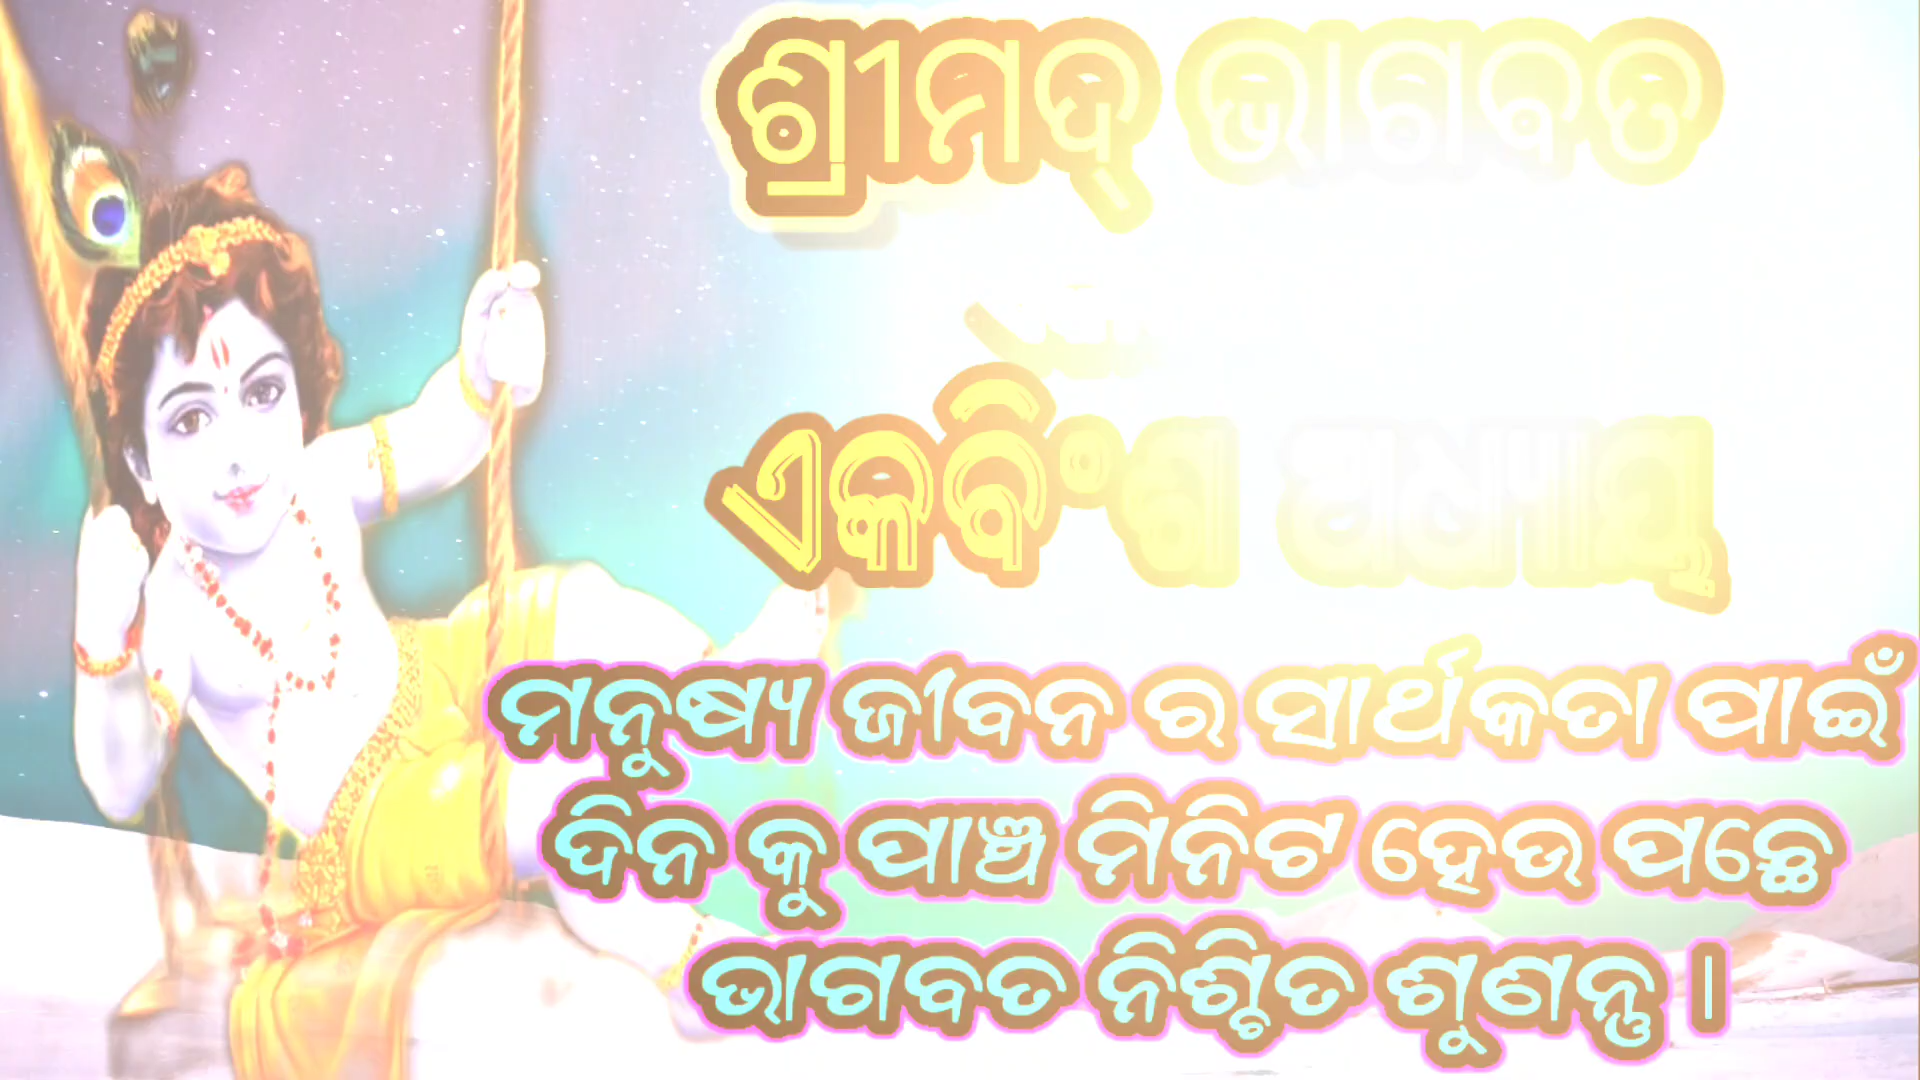 ଶ୍ରୀମଦ୍ ଭାଗବତ
ଏକବିଂଶ ଅଧ୍ୟାୟ
ମନୁଷ୍ୟ ଜୀବନ ର ସାର୍ଥକତା ପାଇଁ
ଦିନ କୁ ପାଞ୍ଚ ମିନିଟ ହେଉ ପଛେ
ଭାଗବତ ନିଶ୍ଚିତ ଶୁଣନ୍ତୁ ।